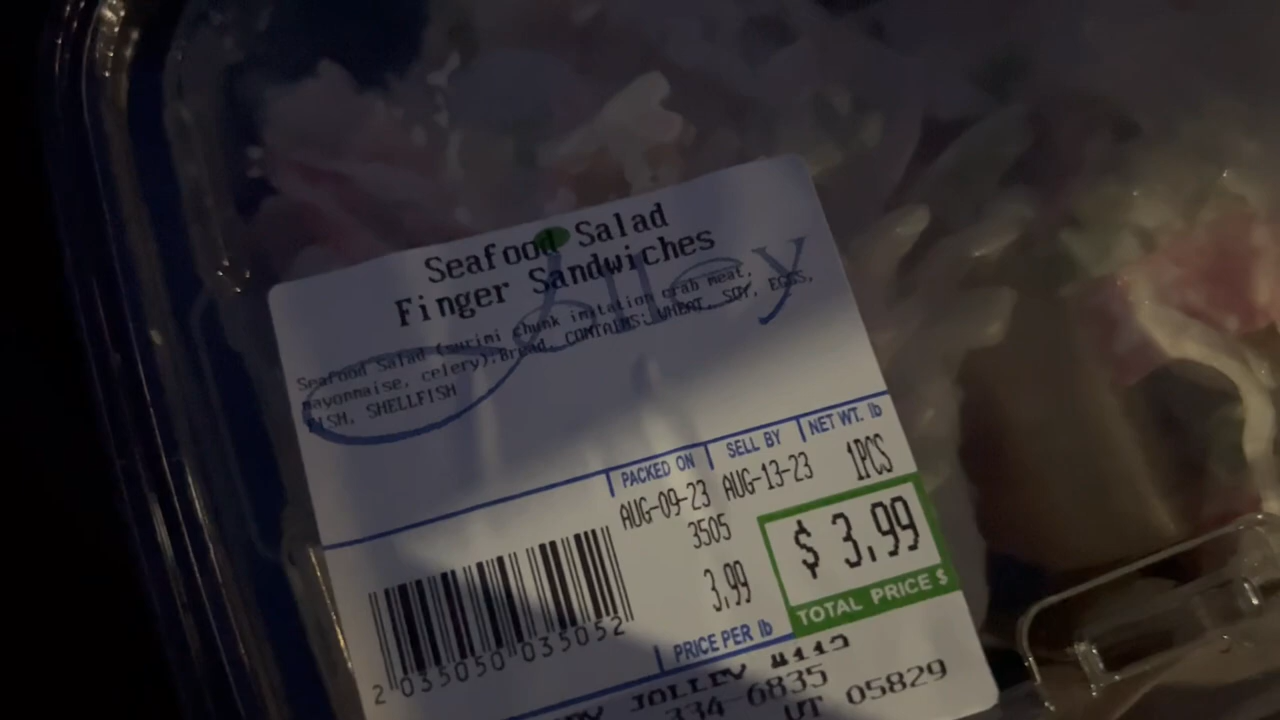 Seafood Salad
Finger Sandwiches
Seafood Salad (surimi chunk imitation crab meat,
mayonnaise, celery);Bread, CONTAINS: WHEAT, SOY, EGGS,
FISH, SHELLFISH
PACKED ON SELL BY NET WT. lb
AUG-09-23 AUG-13-23 1PCS
3505
3.99
$ 3.99
TOTAL PRICE $
PRICE PER lb
2 035050 035052
JOLLEY
334-6835
UT 05829